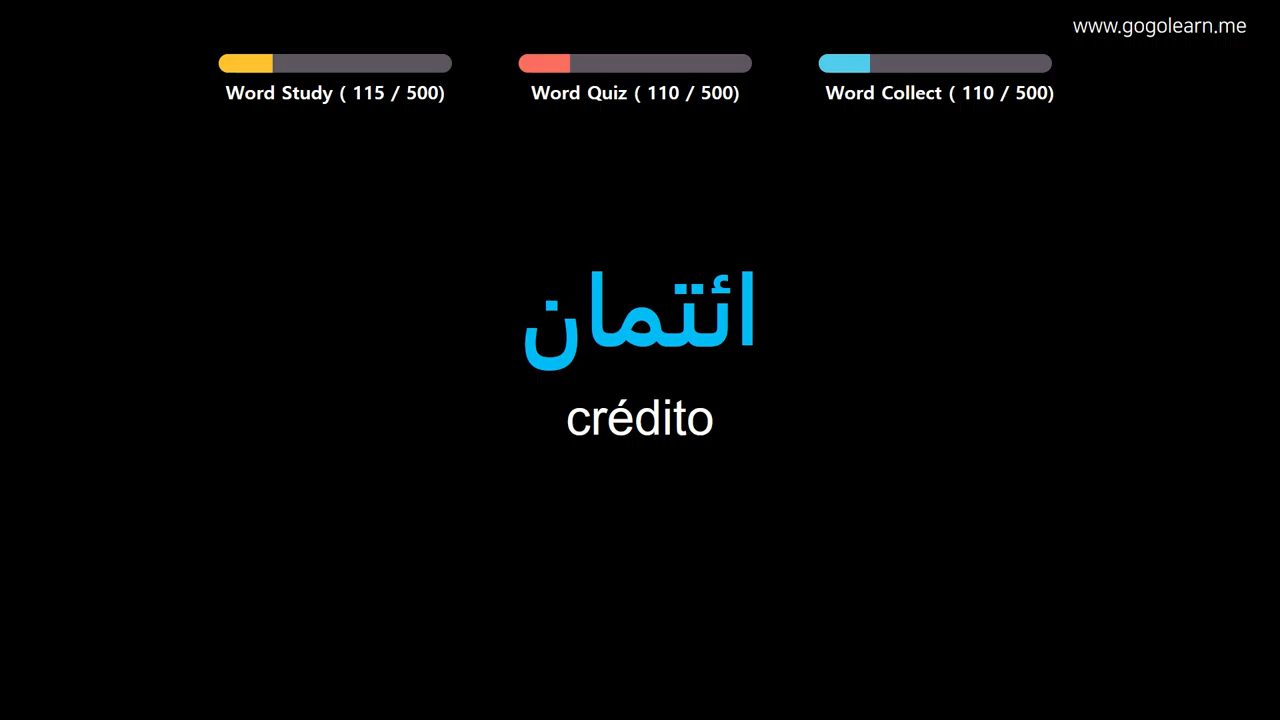 www.gogolearn.me
Word Study ( 115 / 500)
Word Quiz ( 110 / 500)
Word Collect ( 110 / 500)
ائتمان
crédito